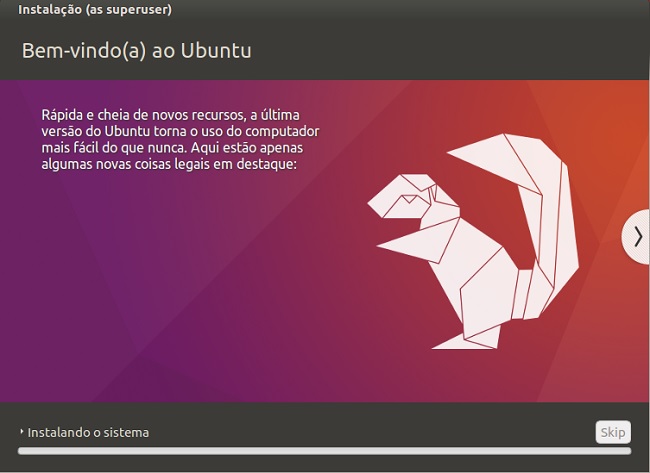 Instalação (as superuser)
Bem-vindo(a) ao Ubuntu
Rápida e cheia de novos recursos, a última
versão do Ubuntu torna o uso do computador
mais fácil do que nunca. Aqui estão apenas
algumas novas coisas legais em destaque:
Instalando o sistema
Skip